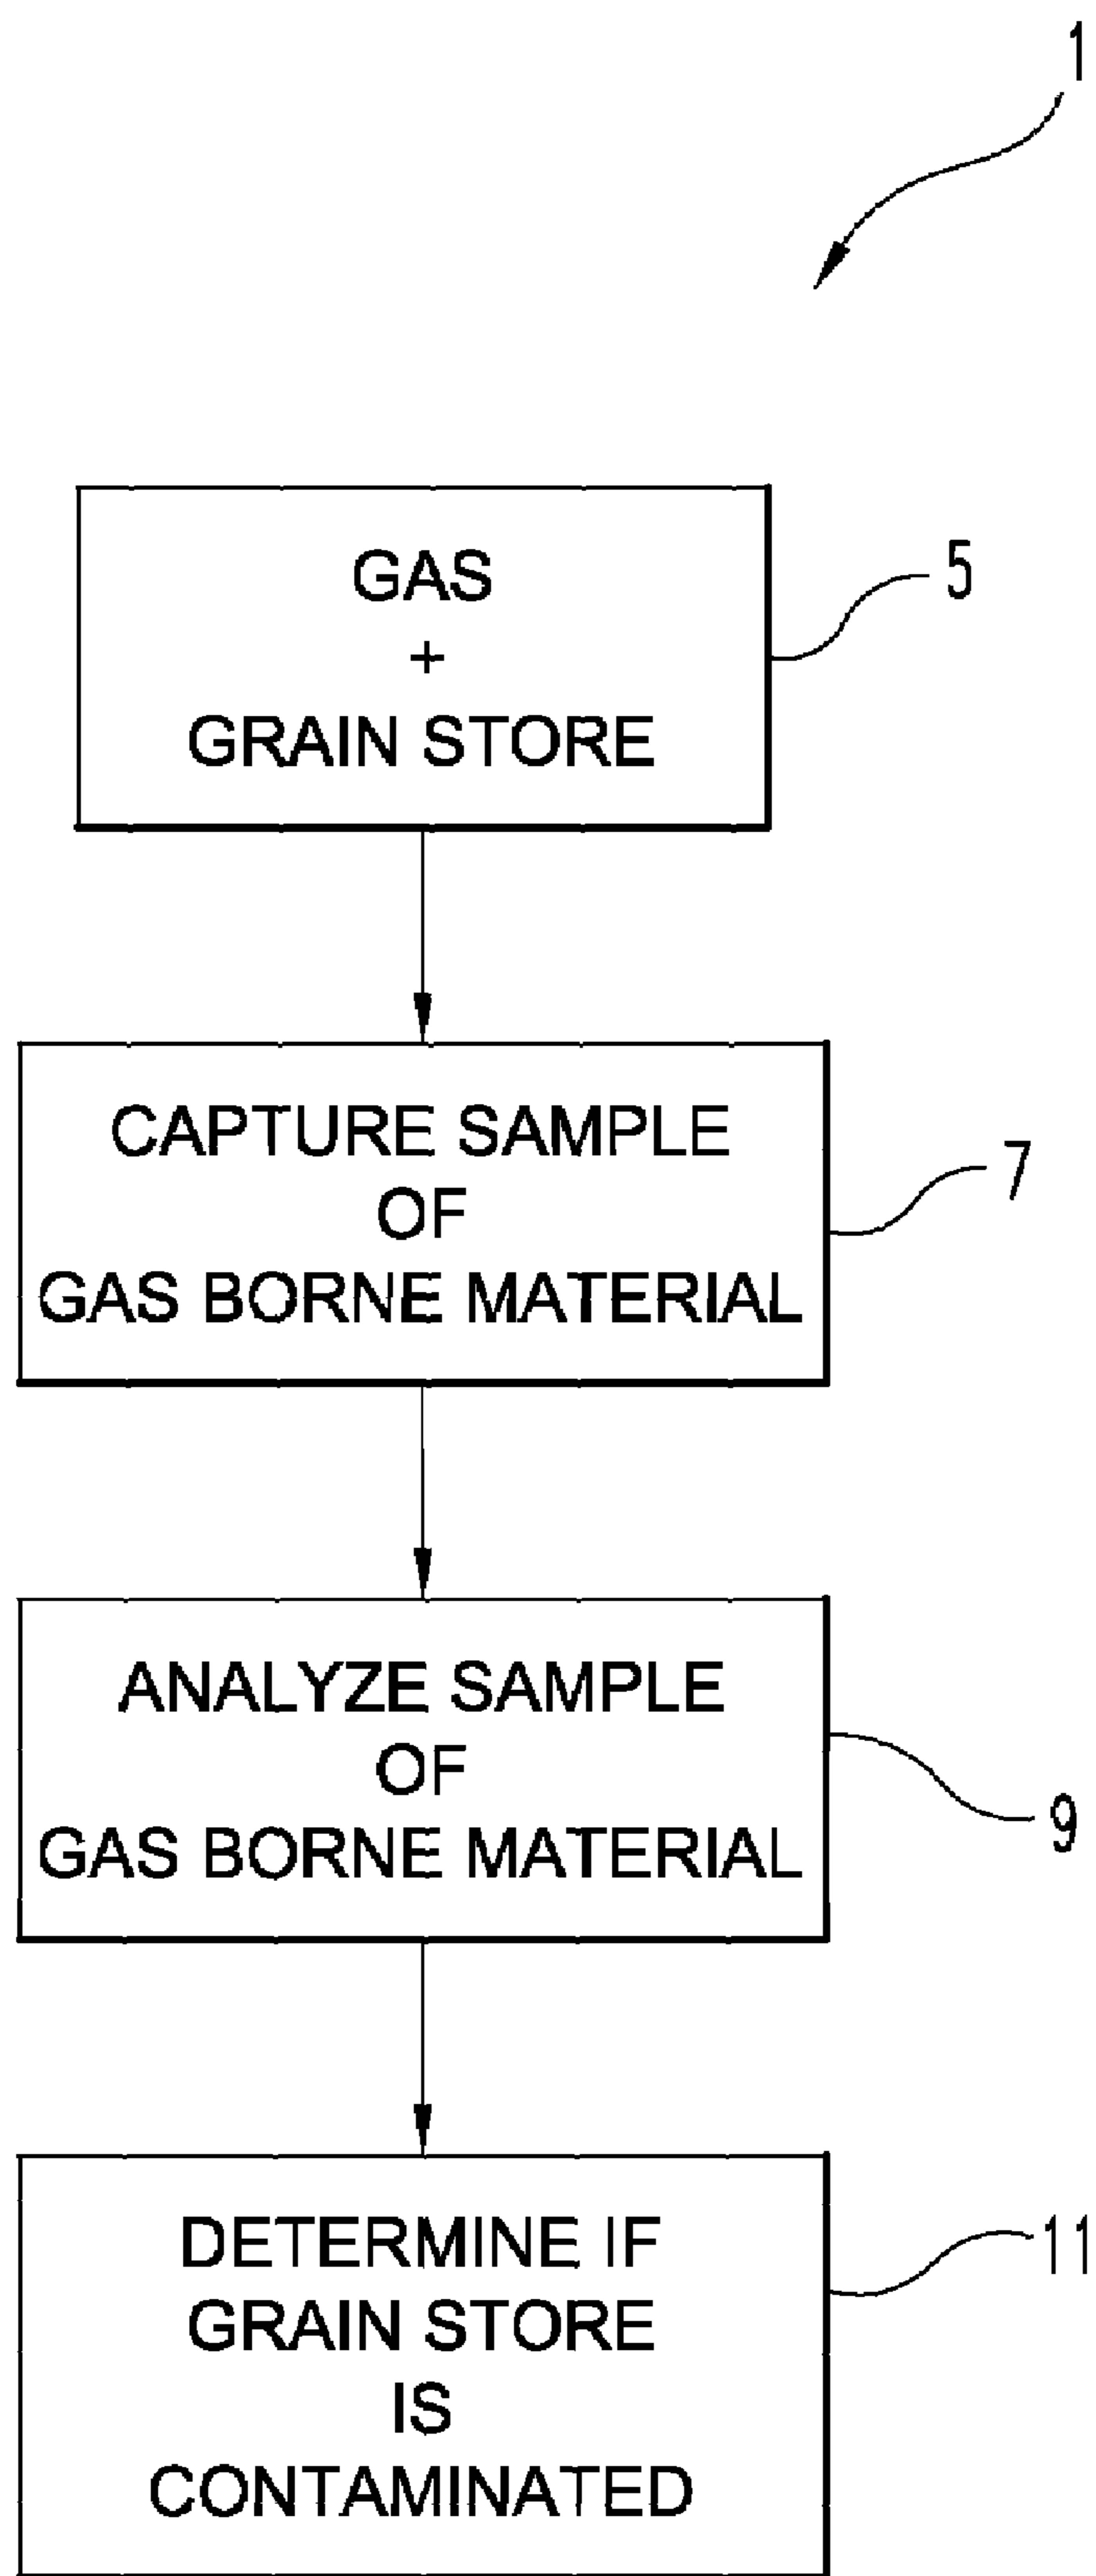 1
GAS
+
GRAIN STORE
5
CAPTURE SAMPLE
OF
GAS BORNE MATERIAL
7
ANALYZE SAMPLE
OF
GAS BORNE MATERIAL
9
DETERMINE IF
GRAIN STORE
IS
CONTAMINATED
11